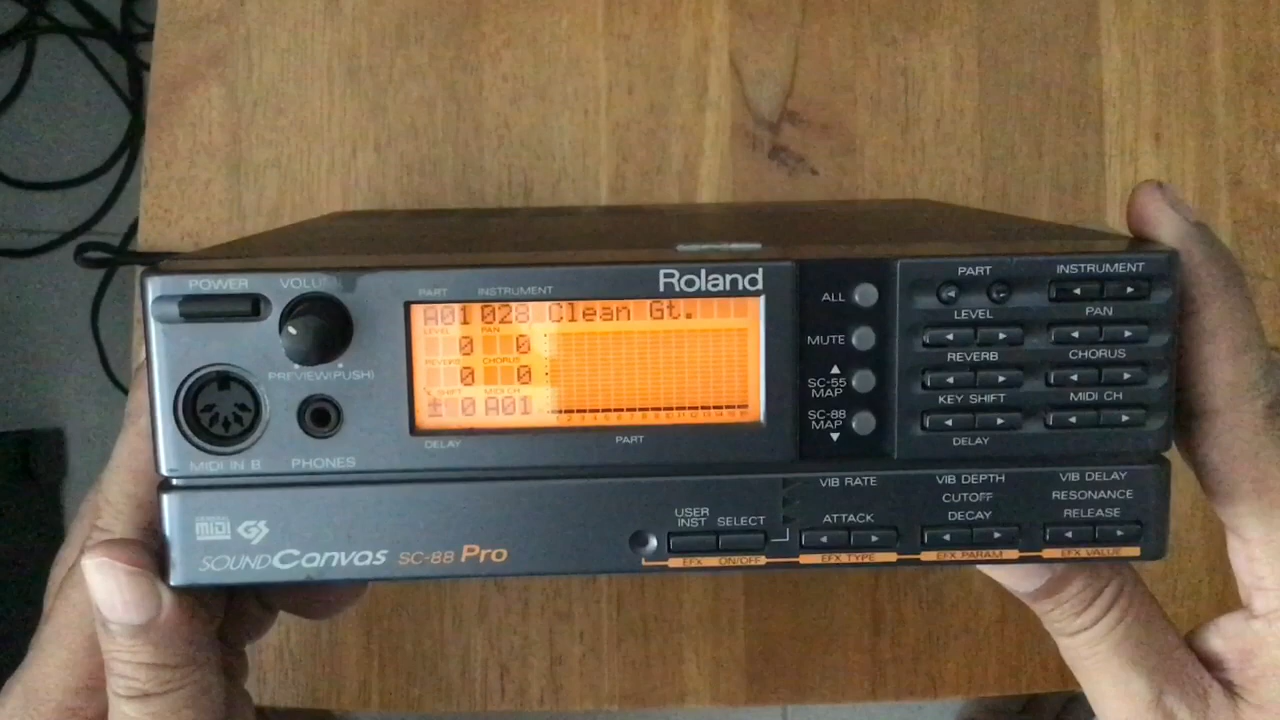 Roland
POWER
VOLUME
PREVIEW(PUSH)
MIDI IN B
PHONES
PART INSTRUMENT
A01 028 Clean Gt.
LEVEL PAN
0 0
REVERB CHORUS
0 0
K SHIFT MIDI CH
± 0 A01
DELAY
PART
ALL
MUTE
SC-55
MAP
SC-88
MAP
PART INSTRUMENT
LEVEL PAN
REVERB CHORUS
KEY SHIFT MIDI CH
DELAY
GENERAL
MIDI GS
SOUND Canvas SC-88 Pro
USER
INST SELECT
EFX ON/OFF
VIB RATE
ATTACK
EFX TYPE
VIB DEPTH
CUTOFF
DECAY
EFX PARAM
VIB DELAY
RESONANCE
RELEASE
EFX VALUE